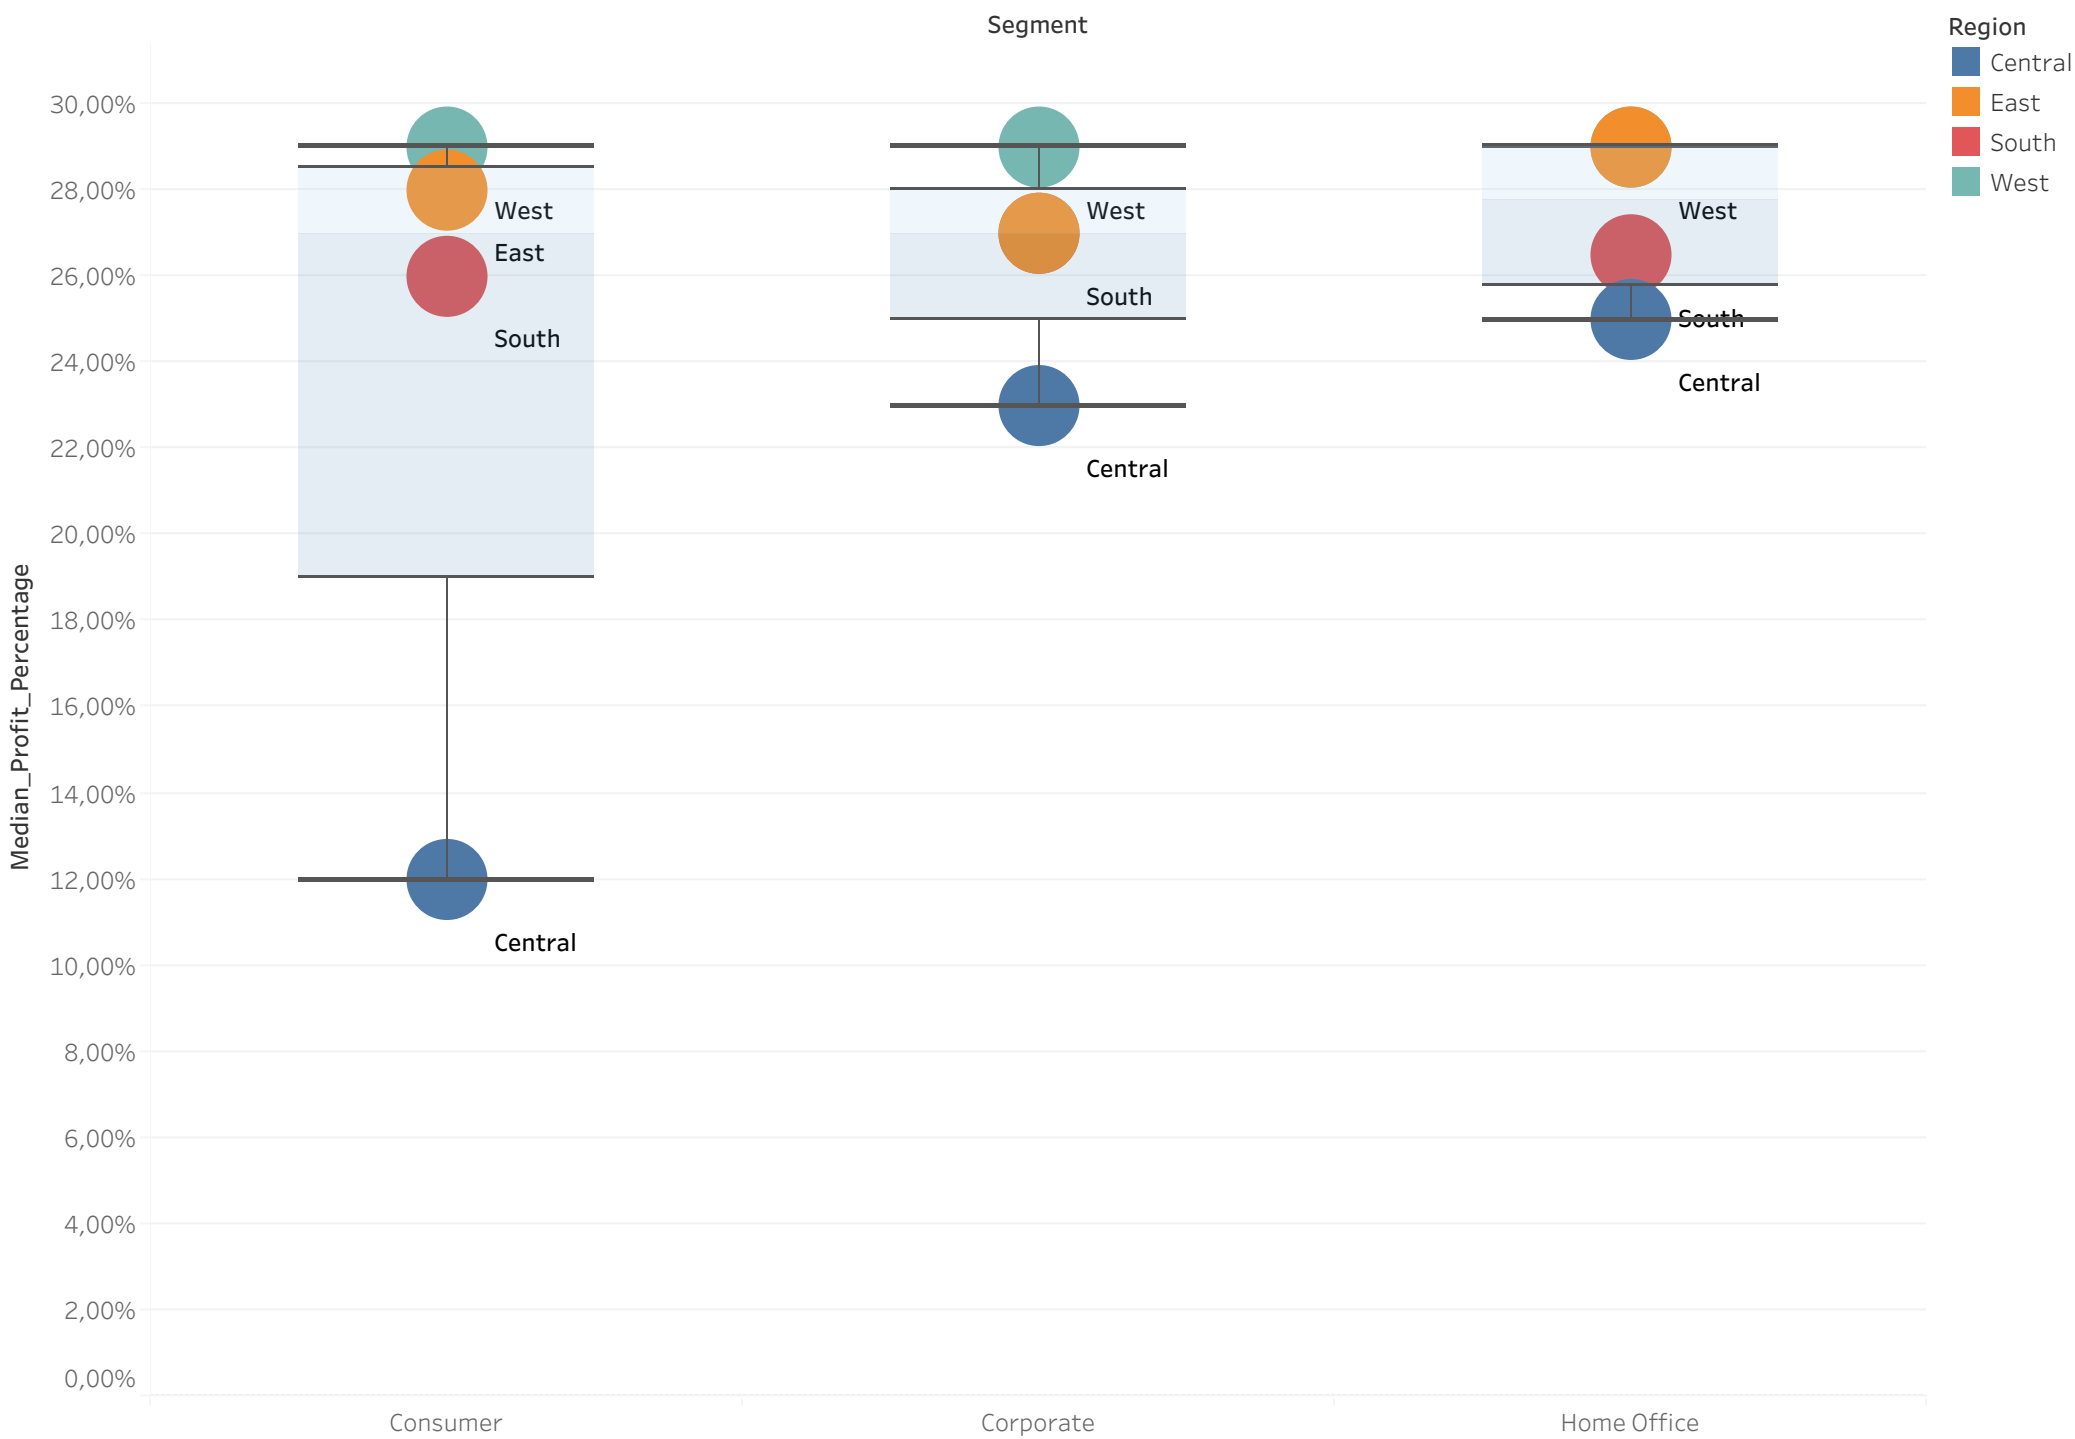 Segment
Region
Central
East
South
West
Median_Profit_Percentage
30,00%
28,00%
26,00%
24,00%
22,00%
20,00%
18,00%
16,00%
14,00%
12,00%
10,00%
8,00%
6,00%
4,00%
2,00%
0,00%
West
East
South
Central
West
South
Central
West
South
Central
Consumer
Corporate
Home Office